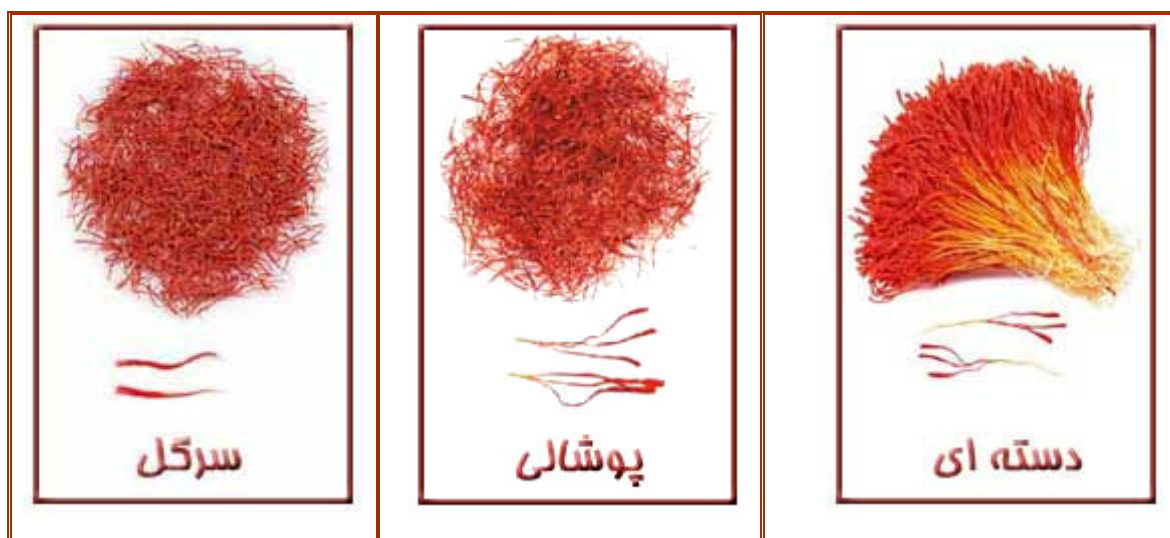 دسته ای
پوشالی
سرگل